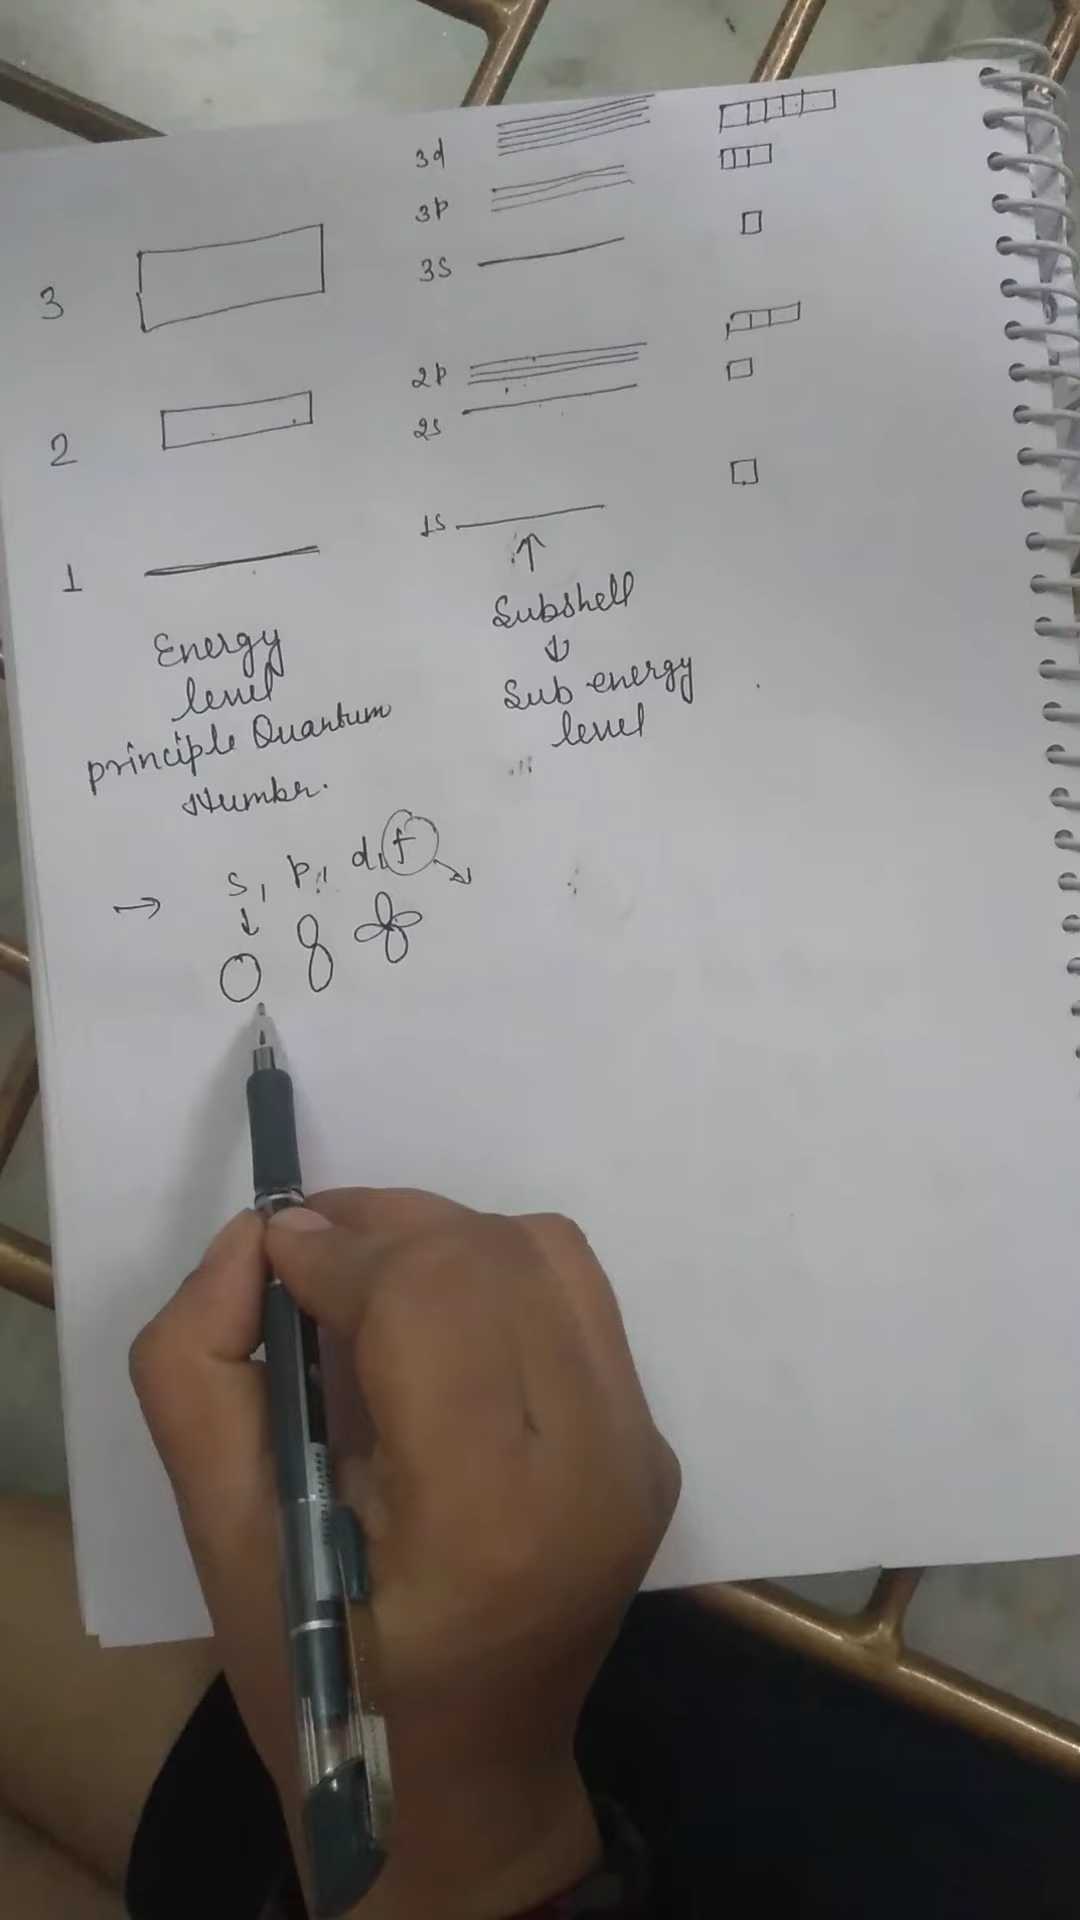 3d
3p
3s
3
2p
2s
2
1s
1
Subshell
Sub energy
level
Energy
level
principle Quantum
Number.
→ s, p, d, f